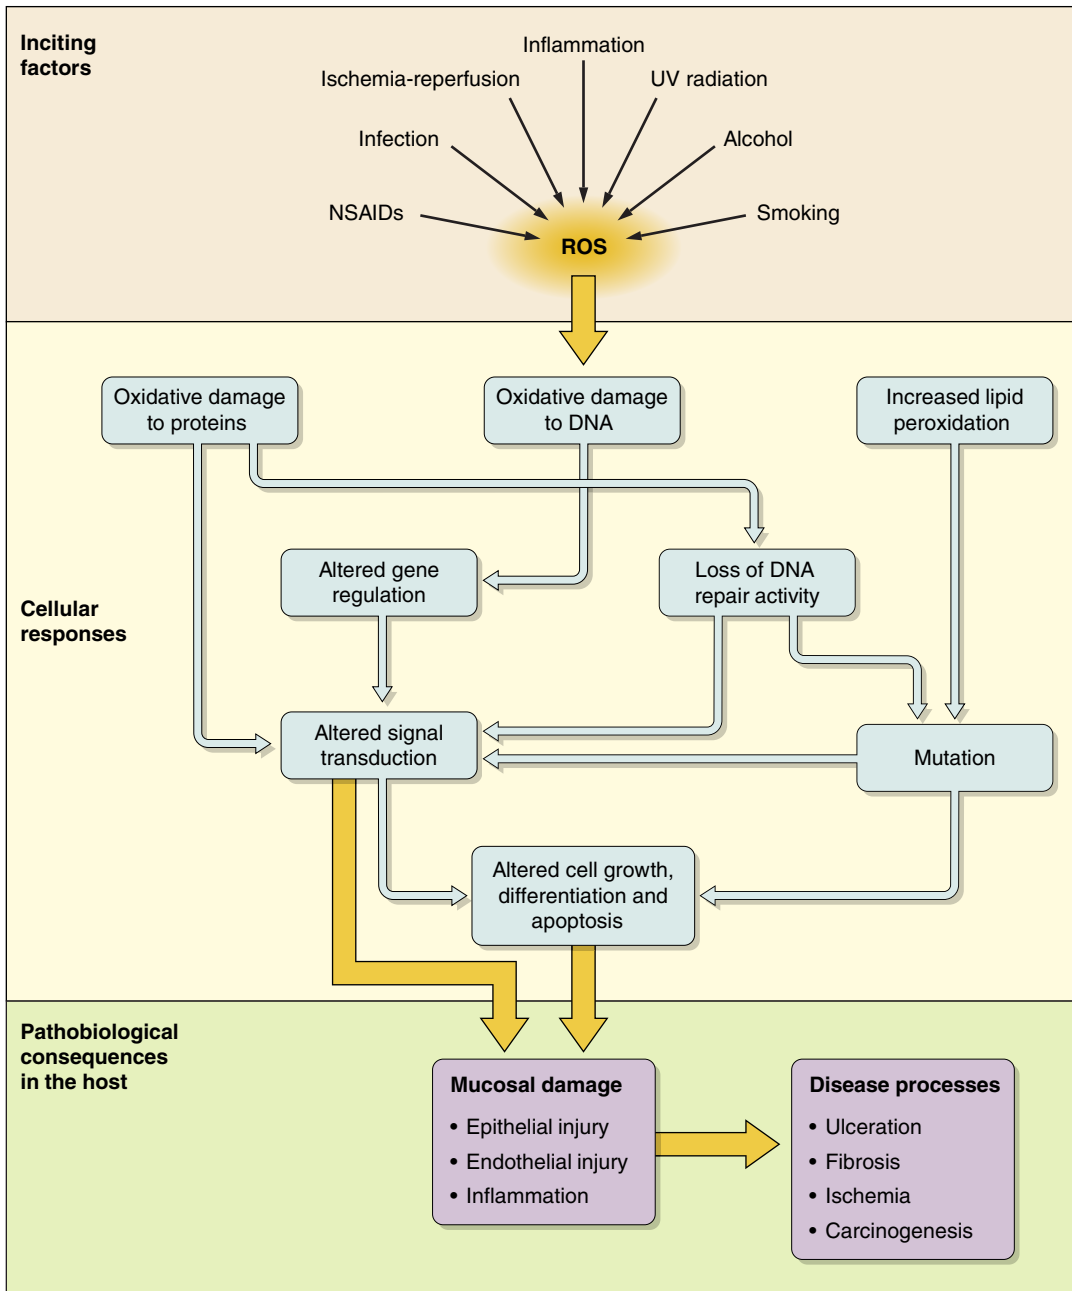 Inciting
factors
Inflammation
Ischemia-reperfusion
UV radiation
Infection
Alcohol
NSAIDs
Smoking
ROS
Oxidative damage
to proteins
Oxidative damage
to DNA
Increased lipid
peroxidation
Altered gene
regulation
Loss of DNA
repair activity
Cellular
responses
Altered signal
transduction
Mutation
Altered cell growth,
differentiation and
apoptosis
Pathobiological
consequences
in the host
Mucosal damage
• Epithelial injury
• Endothelial injury
• Inflammation
Disease processes
• Ulceration
• Fibrosis
• Ischemia
• Carcinogenesis